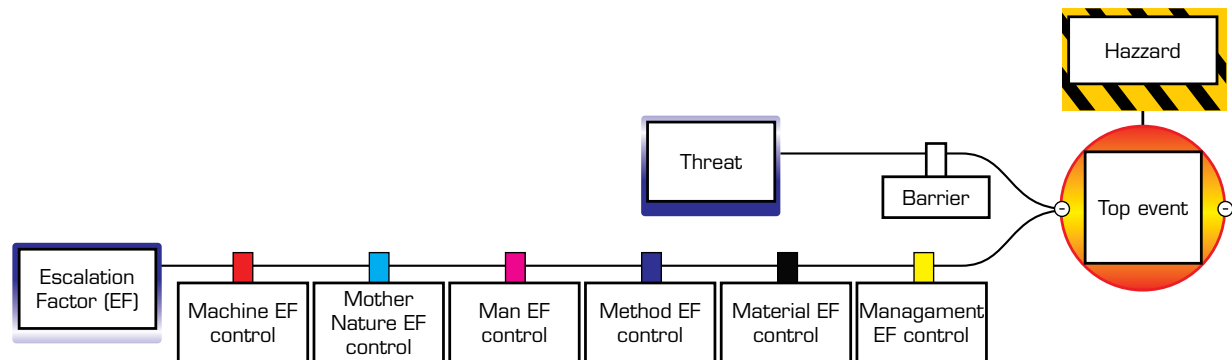 Hazzard
Threat
Barrier
Top event
Escalation
Factor (EF)
Machine EF
control
Mother
Nature EF
control
Man EF
control
Method EF
control
Material EF
control
Managament
EF control